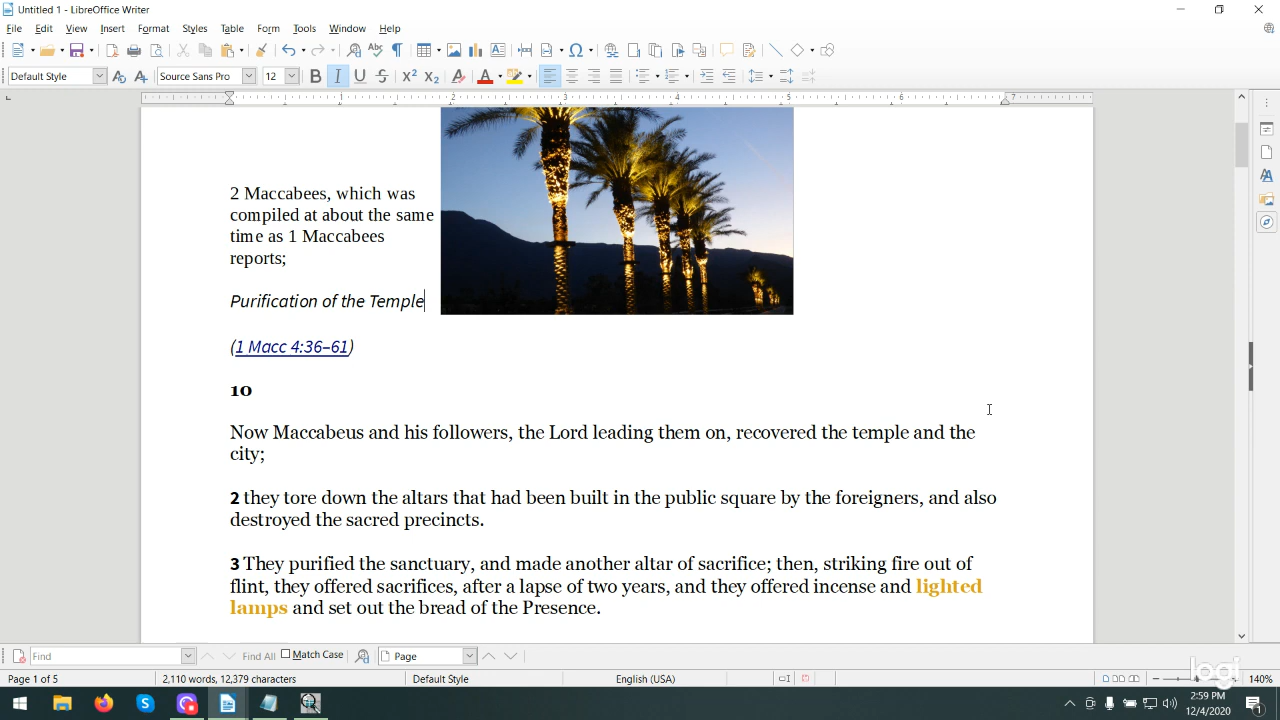 Untitled 1 - LibreOffice Writer
File Edit View Insert Format Styles Table Form Tools Window Help
Default Style Source Sans Pro 12
2 3 4 5 6 7
2 Maccabees, which was
compiled at about the same
time as 1 Maccabees
reports;
Purification of the Temple
(1 Macc 4:36–61)
10
Now Maccabeus and his followers, the Lord leading them on, recovered the temple and the
city;
2 they tore down the altars that had been built in the public square by the foreigners, and also
destroyed the sacred precincts.
3 They purified the sanctuary, and made another altar of sacrifice; then, striking fire out of
flint, they offered sacrifices, after a lapse of two years, and they offered incense and lighted
lamps and set out the bread of the Presence.
Find Find All Match Case Page
Page 1 of 5 2,110 words, 12,379 characters Default Style English (USA) 140%
logi
2:59 PM
12/4/2020